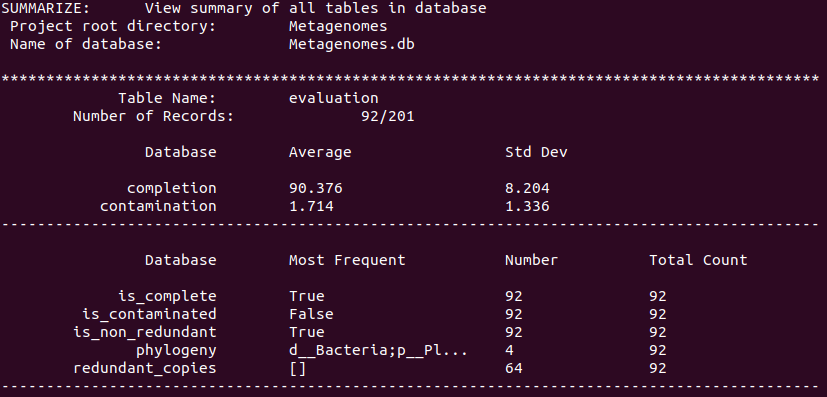 SUMMARIZE: View summary of all tables in database
Project root directory: Metagenomes
Name of database: Metagenomes.db
*******************************************************************************************
Table Name: evaluation
Number of Records: 92/201
Database Average Std Dev
completion 90.376 8.204
contamination 1.714 1.336
-------------------------------------------------------------------------------------------
Database Most Frequent Number Total Count
is_complete True 92 92
is_contaminated False 92 92
is_non_redundant True 92 92
phylogeny d__Bacteria;p__Pl... 4 92
redundant_copies [] 64 92
-------------------------------------------------------------------------------------------